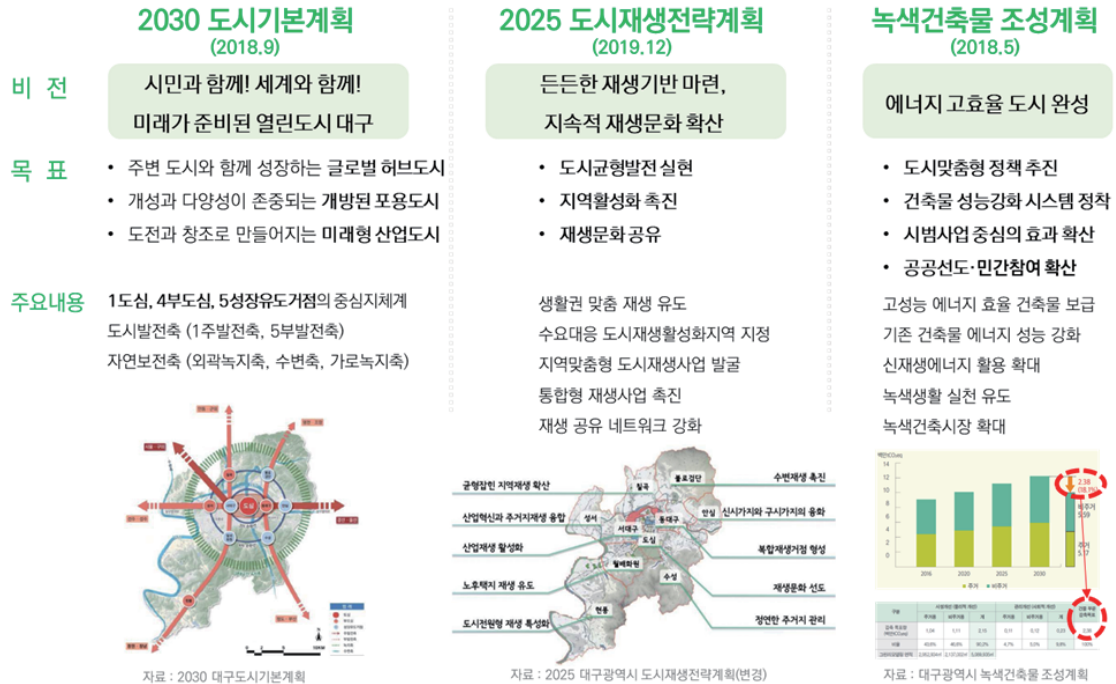 2030 도시기본계획
(2018.9)
2025 도시재생전략계획
(2019.12)
녹색건축물 조성계획
(2018.5)
비 전
시민과 함께! 세계와 함께!
미래가 준비된 열린도시 대구
든든한 재생기반 마련,
지속적 재생문화 확산
에너지 고효율 도시 완성
목 표
• 주변 도시와 함께 성장하는 글로벌 허브도시
• 개성과 다양성이 존중되는 개방된 포용도시
• 도전과 창조로 만들어지는 미래형 산업도시
• 도시균형발전 실현
• 지역활성화 촉진
• 재생문화 공유
• 도시맞춤형 정책 추진
• 건축물 성능강화 시스템 정착
• 시범사업 중심의 효과 확산
• 공공선도·민간참여 확산
주요내용
1도심, 4부도심, 5성장유도거점의 중심지체계
도시발전축 (1주발전축, 5부발전축)
자연보전축 (외곽녹지축, 수변축, 가로녹지축)
생활권 맞춤 재생 유도
수요대응 도시재생활성화지역 지정
지역맞춤형 도시재생사업 발굴
통합형 재생사업 촉진
재생 공유 네트워크 강화
고성능 에너지 효율 건축물 보급
기존 건축물 에너지 성능 강화
신재생에너지 활용 확대
녹색생활 실천 유도
녹색건축시장 확대
도심
자료 : 2030 대구도시기본계획
균형잡힌 지역재생 확산
산업혁신과 주거지재생 융합
산업재생 활성화
노후택지 재생 유도
도시전원형 재생 특성화
칠곡
불로검단
안심
성서
서대구
동대구
도심
월배화원
수성
현풍
수변재생 촉진
신시가지와 구시가지의 융화
복합재생거점 형성
재생문화 선도
정연한 주거지 관리
자료 : 2025 대구광역시 도시재생전략계획(변경)
14
12
10
8
6
4
2
0
2016
2020
2025
2030
주거
비주거
2.38
구분
자료 : 대구광역시 녹색건축물 조성계획